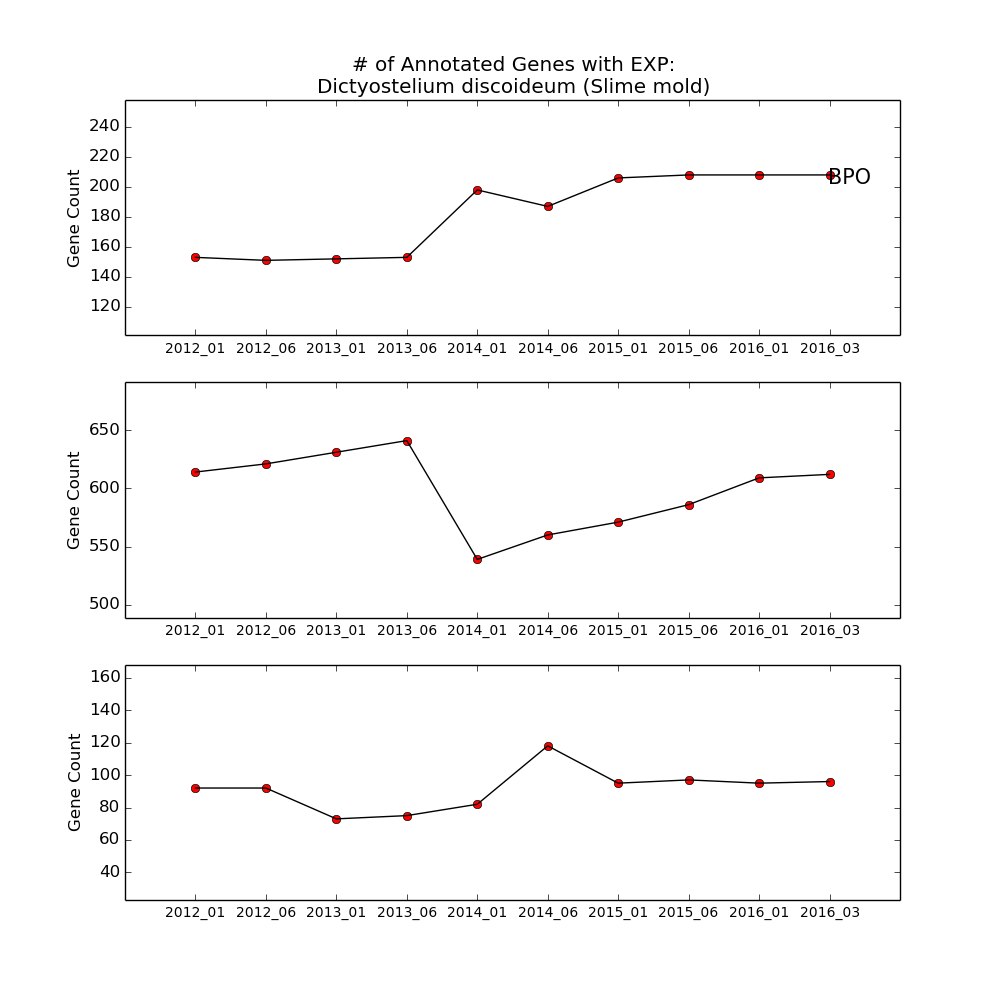 # of Annotated Genes with EXP:
Dictyostelium discoideum (Slime mold)
240
220
200
180
160
140
120
Gene Count
BPO
2012_01 2012_06 2013_01 2013_06 2014_01 2014_06 2015_01 2015_06 2016_01 2016_03
650
600
550
500
Gene Count
2012_01 2012_06 2013_01 2013_06 2014_01 2014_06 2015_01 2015_06 2016_01 2016_03
160
140
120
100
80
60
40
Gene Count
2012_01 2012_06 2013_01 2013_06 2014_01 2014_06 2015_01 2015_06 2016_01 2016_03